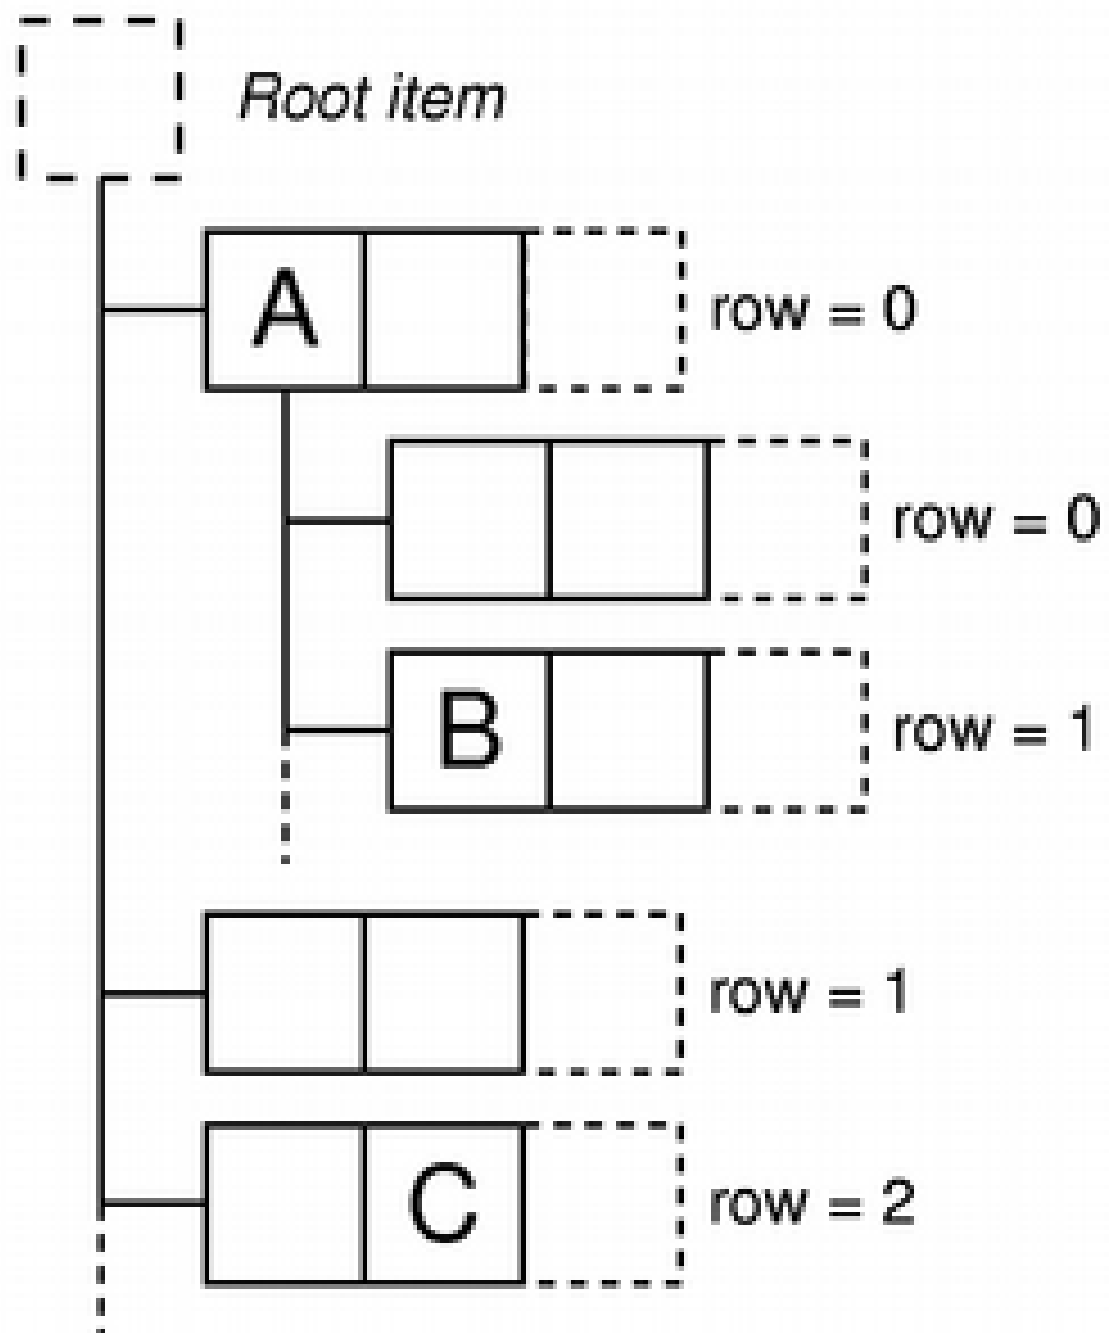 Root item
A
row = 0
row = 0
B
row = 1
row = 1
C
row = 2